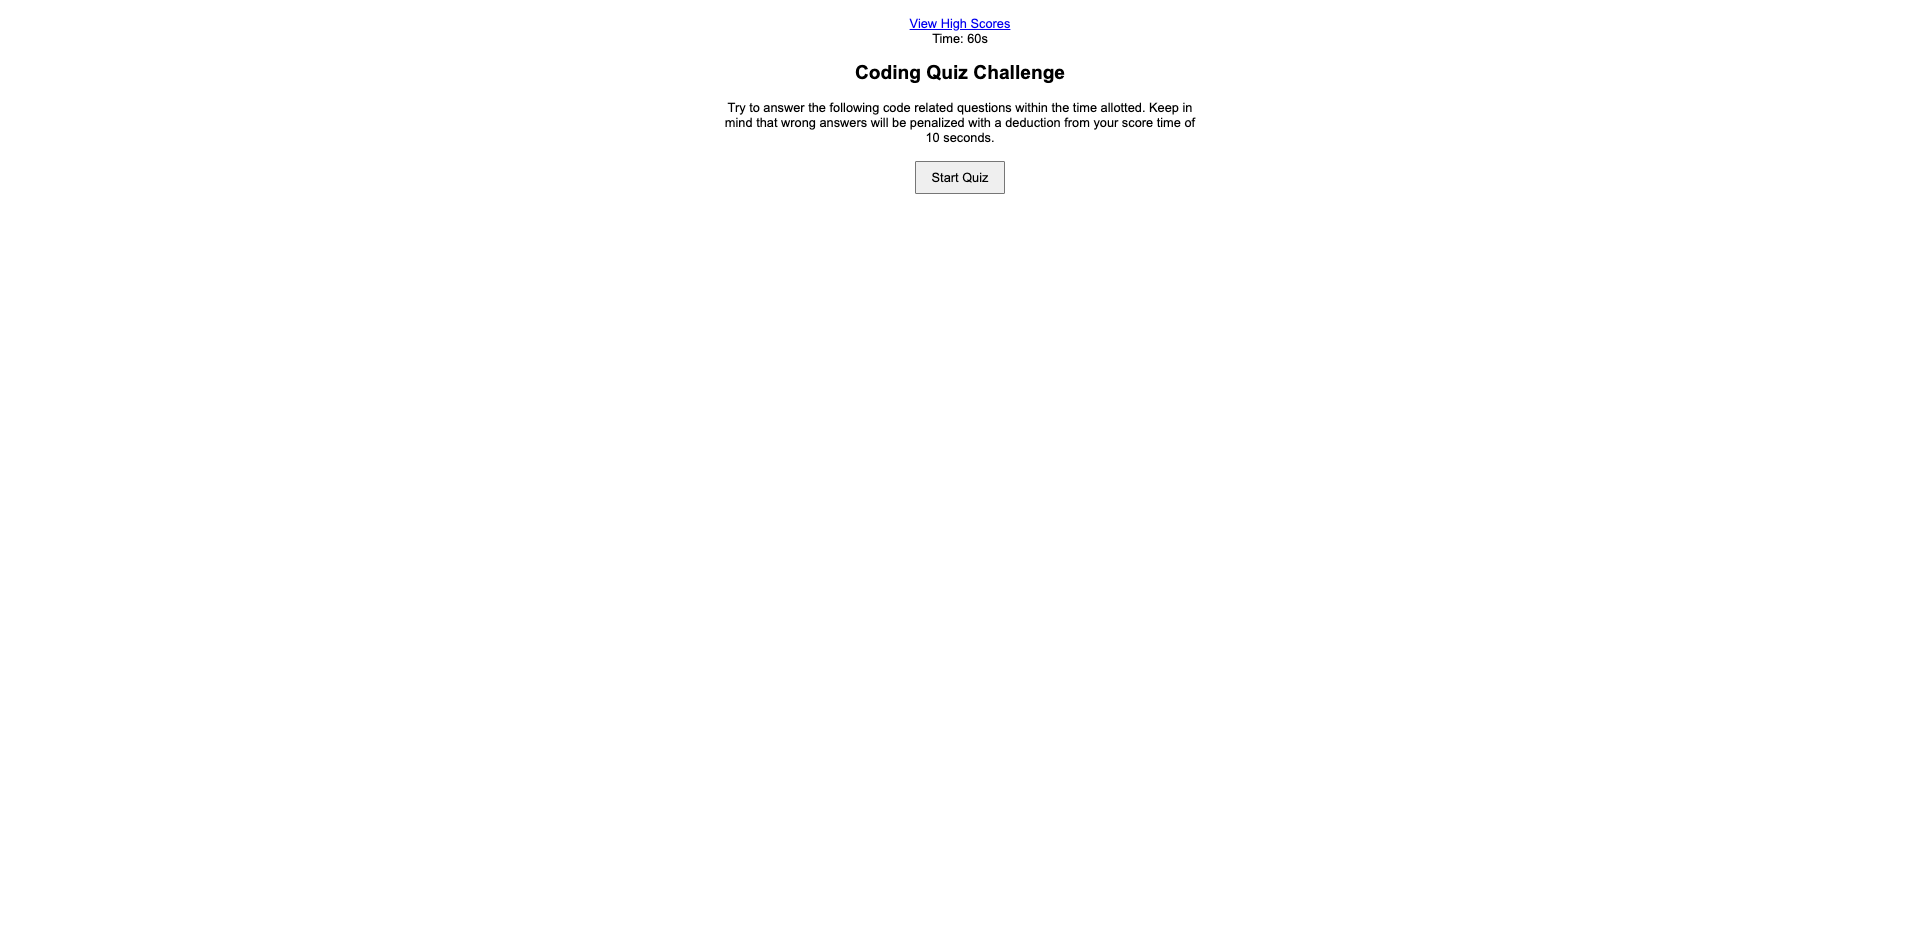 View High Scores
Time: 60s
Coding Quiz Challenge
Try to answer the following code related questions within the time allotted. Keep in
mind that wrong answers will be penalized with a deduction from your score time of
10 seconds.
Start Quiz